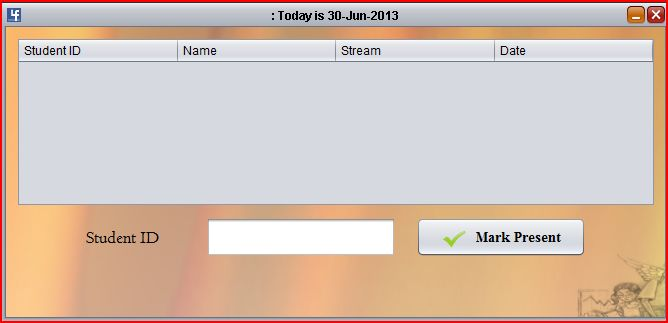 : Today is 30-Jun-2013
Student ID Name Stream Date
Student ID Mark Present